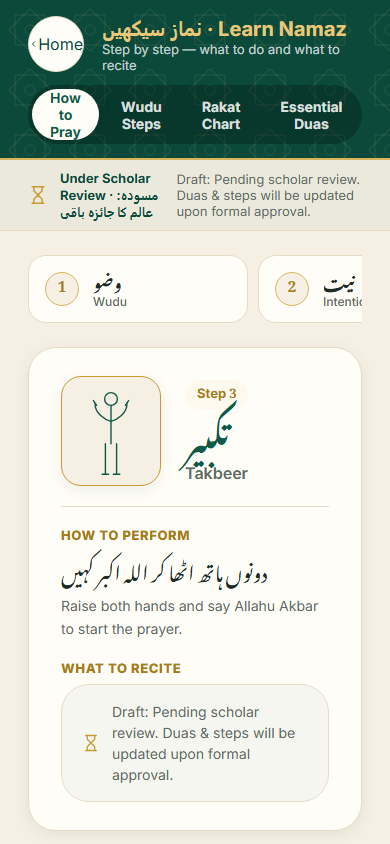 ‹Home
نماز سیکھیں · Learn Namaz
Step by step — what to do and what to
recite
How
to
Pray
Wudu
Steps
Rakat
Chart
Essential
Duas
Under Scholar
Review · مسودہ:
عالم کا جائزہ باقی
Draft: Pending scholar review.
Duas & steps will be updated
upon formal approval.
1
وضو
Wudu
2
نیت
Intentio
Step 3
تکبیر
Takbeer
HOW TO PERFORM
دونوں ہاتھ اٹھا کر اللہ اکبر کہیں
Raise both hands and say Allahu Akbar
to start the prayer.
WHAT TO RECITE
Draft: Pending scholar
review. Duas & steps will be
updated upon formal
approval.